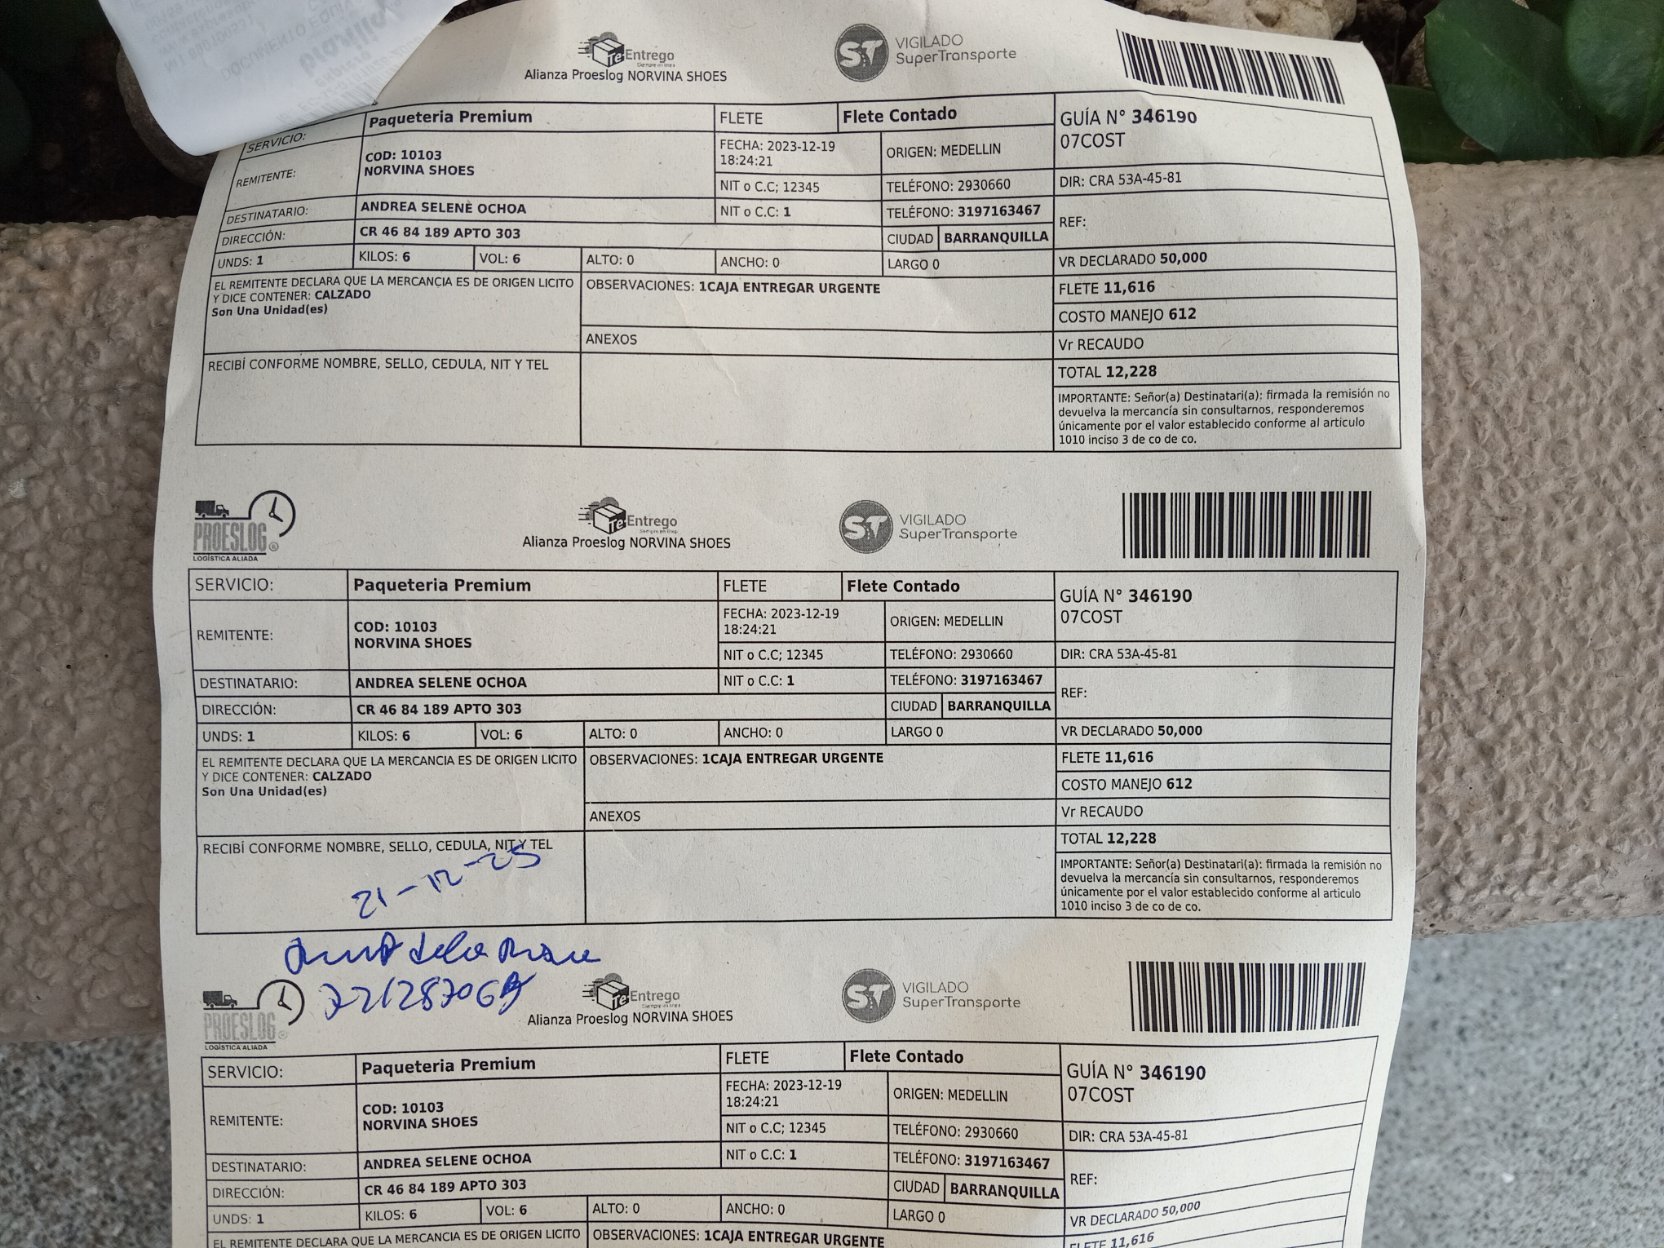 Te Entrego
Siempre en línea
Alianza Proeslog NORVINA SHOES
ST VIGILADO
SuperTransporte
SERVICIO: Paqueteria Premium FLETE Flete Contado GUÍA N° 346190
07COST
REMITENTE: COD: 10103
NORVINA SHOES
FECHA: 2023-12-19
18:24:21
ORIGEN: MEDELLIN
NIT o C.C; 12345 TELÉFONO: 2930660 DIR: CRA 53A-45-81
DESTINATARIO: ANDREA SELENE OCHOA NIT o C.C: 1 TELÉFONO: 3197163467 REF:
DIRECCIÓN: CR 46 84 189 APTO 303 CIUDAD BARRANQUILLA
UNDS: 1 KILOS: 6 VOL: 6 ALTO: 0 ANCHO: 0 LARGO 0 VR DECLARADO 50,000
EL REMITENTE DECLARA QUE LA MERCANCIA ES DE ORIGEN LICITO
Y DICE CONTENER: CALZADO
Son Una Unidad(es)
OBSERVACIONES: 1CAJA ENTREGAR URGENTE
ANEXOS
FLETE 11,616
COSTO MANEJO 612
Vr RECAUDO
RECIBÍ CONFORME NOMBRE, SELLO, CEDULA, NIT Y TEL
TOTAL 12,228
IMPORTANTE: Señor(a) Destinatari(a): firmada la remisión no
devuelva la mercancía sin consultarnos, responderemos
únicamente por el valor establecido conforme al articulo
1010 inciso 3 de co de co.
PROESLOG
LOGÍSTICA ALIADA
Te Entrego
Alianza Proeslog NORVINA SHOES
ST VIGILADO
SuperTransporte
SERVICIO: Paqueteria Premium FLETE Flete Contado GUÍA N° 346190
07COST
REMITENTE: COD: 10103
NORVINA SHOES
FECHA: 2023-12-19
18:24:21
ORIGEN: MEDELLIN
NIT o C.C; 12345 TELÉFONO: 2930660 DIR: CRA 53A-45-81
DESTINATARIO: ANDREA SELENE OCHOA NIT o C.C: 1 TELÉFONO: 3197163467 REF:
DIRECCIÓN: CR 46 84 189 APTO 303 CIUDAD BARRANQUILLA
UNDS: 1 KILOS: 6 VOL: 6 ALTO: 0 ANCHO: 0 LARGO 0 VR DECLARADO 50,000
EL REMITENTE DECLARA QUE LA MERCANCIA ES DE ORIGEN LICITO
Y DICE CONTENER: CALZADO
Son Una Unidad(es)
OBSERVACIONES: 1CAJA ENTREGAR URGENTE
ANEXOS
FLETE 11,616
COSTO MANEJO 612
Vr RECAUDO
RECIBÍ CONFORME NOMBRE, SELLO, CEDULA, NIT Y TEL
21-12-23
TOTAL 12,228
IMPORTANTE: Señor(a) Destinatari(a): firmada la remisión no
devuelva la mercancía sin consultarnos, responderemos
únicamente por el valor establecido conforme al articulo
1010 inciso 3 de co de co.
PROESLOG
LOGÍSTICA ALIADA
Te Entrego
Alianza Proeslog NORVINA SHOES
ST VIGILADO
SuperTransporte
SERVICIO: Paqueteria Premium FLETE Flete Contado GUÍA N° 346190
07COST
REMITENTE: COD: 10103
NORVINA SHOES
FECHA: 2023-12-19
18:24:21
ORIGEN: MEDELLIN
NIT o C.C; 12345 TELÉFONO: 2930660 DIR: CRA 53A-45-81
DESTINATARIO: ANDREA SELENE OCHOA NIT o C.C: 1 TELÉFONO: 3197163467 REF:
DIRECCIÓN: CR 46 84 189 APTO 303 CIUDAD BARRANQUILLA
UNDS: 1 KILOS: 6 VOL: 6 ALTO: 0 ANCHO: 0 LARGO 0 VR DECLARADO 50,000
EL REMITENTE DECLARA QUE LA MERCANCIA ES DE ORIGEN LICITO
OBSERVACIONES: 1CAJA ENTREGAR URGENTE
FLETE 11,616